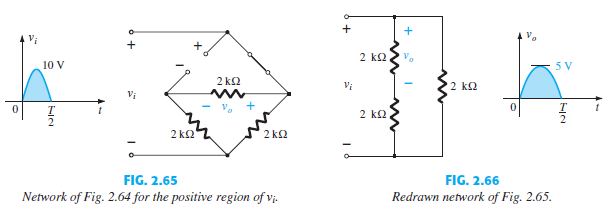 vi
10 V
0
T
2
t
+
vi
−
+
−
2 kΩ
− vo +
2 kΩ
2 kΩ
FIG. 2.65
Network of Fig. 2.64 for the positive region of vi.
+
vi
−
+
2 kΩ
vo
−
2 kΩ
2 kΩ
vo
5 V
0
T
2
t
FIG. 2.66
Redrawn network of Fig. 2.65.